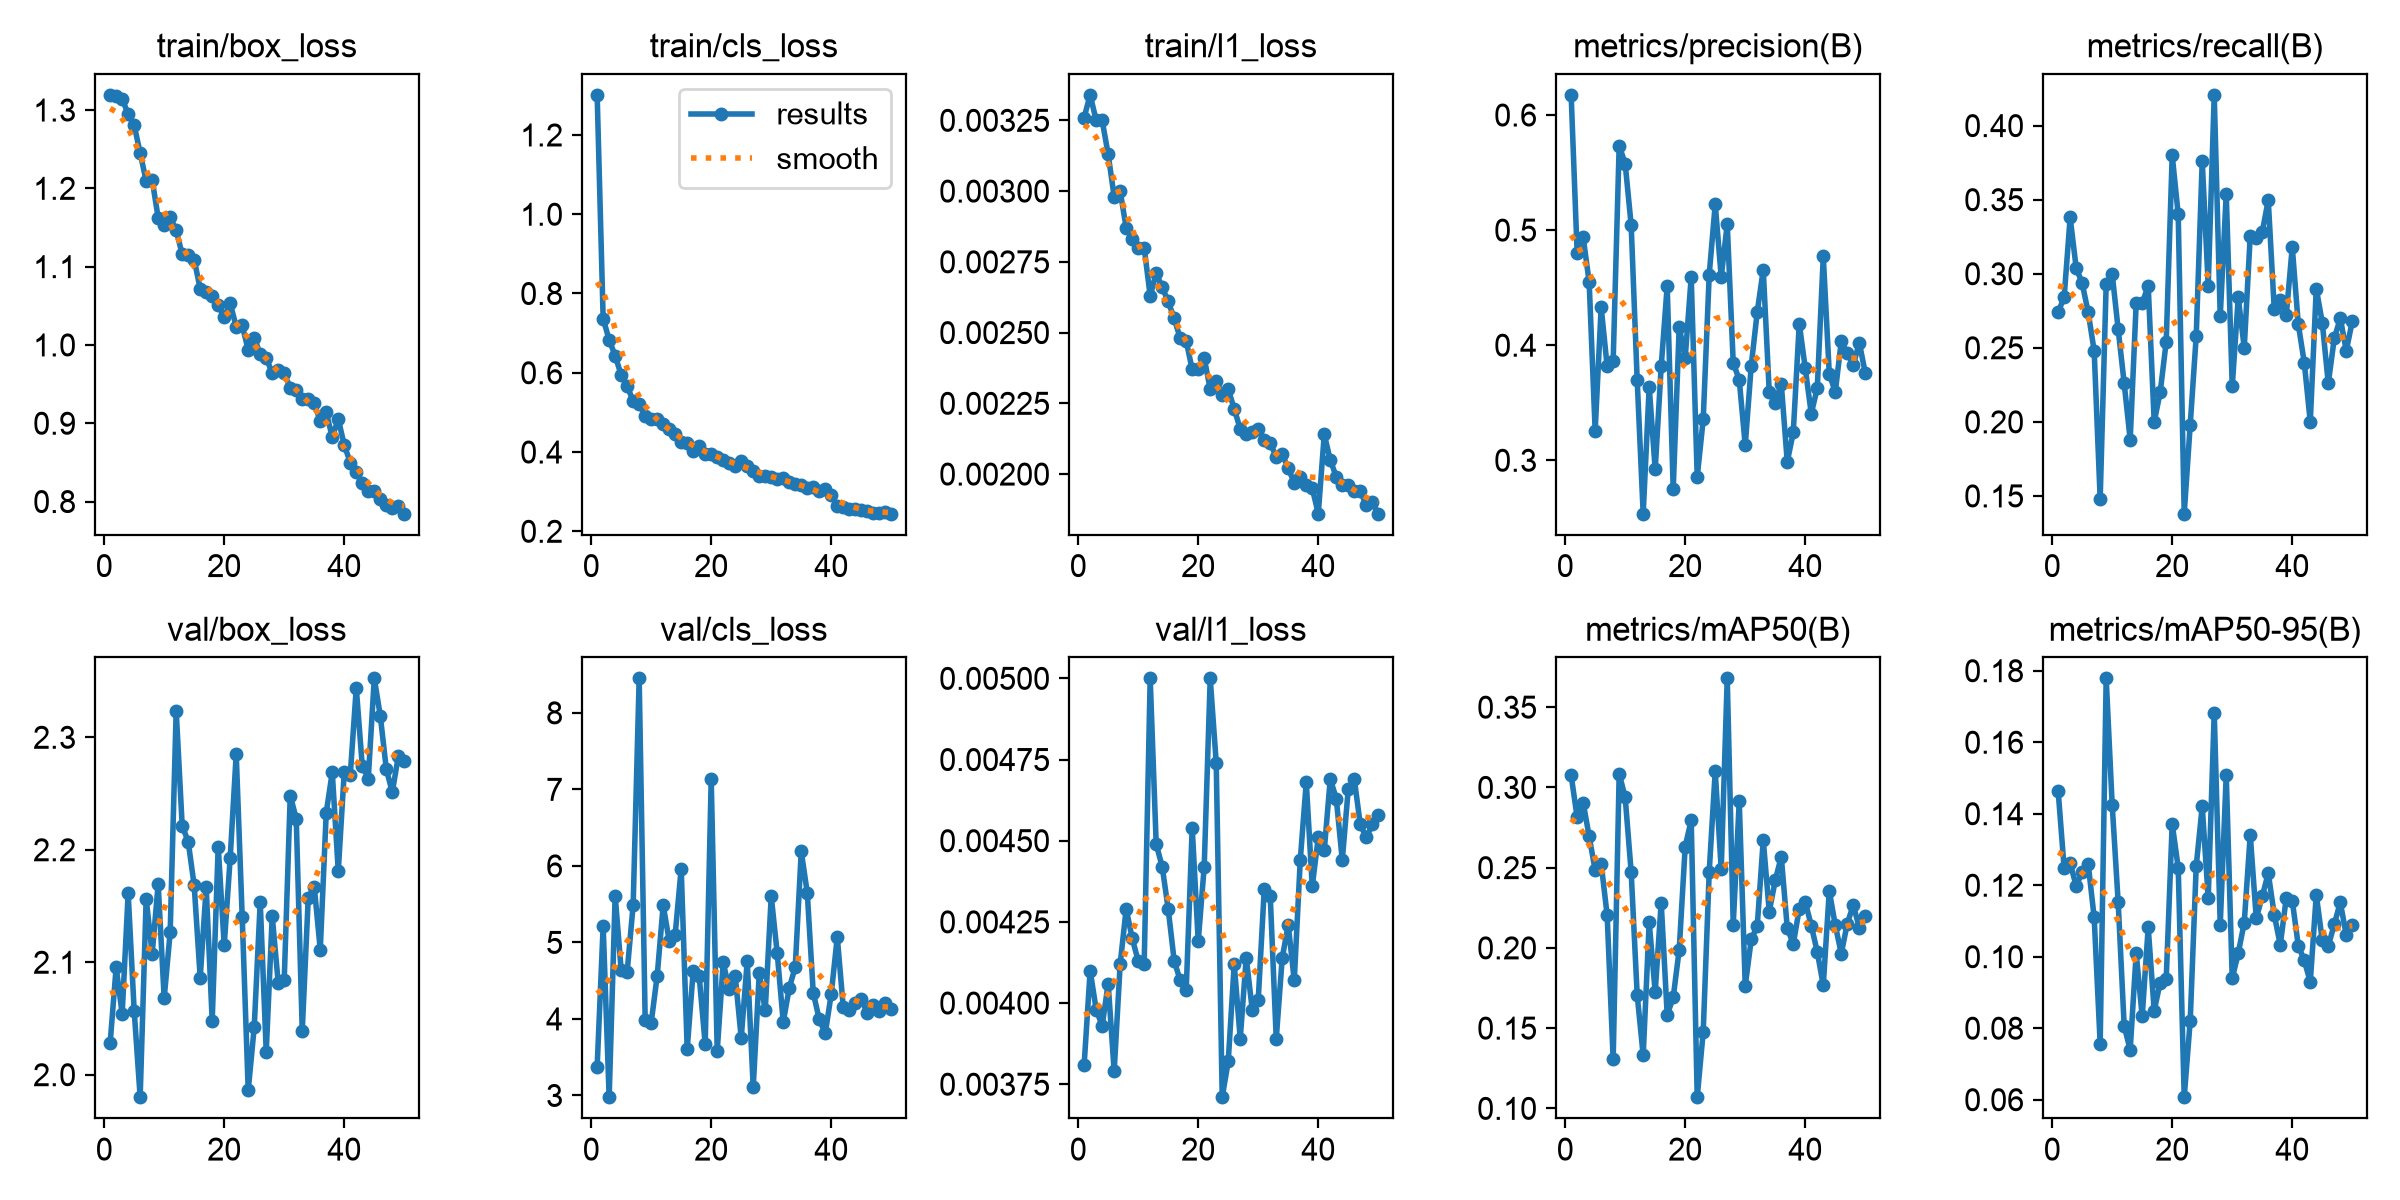 train/box_loss
1.3
1.2
1.1
1.0
0.9
0.8
0 20 40
train/cls_loss
results
smooth
1.2
1.0
0.8
0.6
0.4
0.2
0 20 40
train/l1_loss
0.00325
0.00300
0.00275
0.00250
0.00225
0.00200
0 20 40
metrics/precision(B)
0.6
0.5
0.4
0.3
0 20 40
metrics/recall(B)
0.40
0.35
0.30
0.25
0.20
0.15
0 20 40
val/box_loss
2.3
2.2
2.1
2.0
0 20 40
val/cls_loss
8
7
6
5
4
3
0 20 40
val/l1_loss
0.00500
0.00475
0.00450
0.00425
0.00400
0.00375
0 20 40
metrics/mAP50(B)
0.35
0.30
0.25
0.20
0.15
0.10
0 20 40
metrics/mAP50-95(B)
0.18
0.16
0.14
0.12
0.10
0.08
0.06
0 20 40